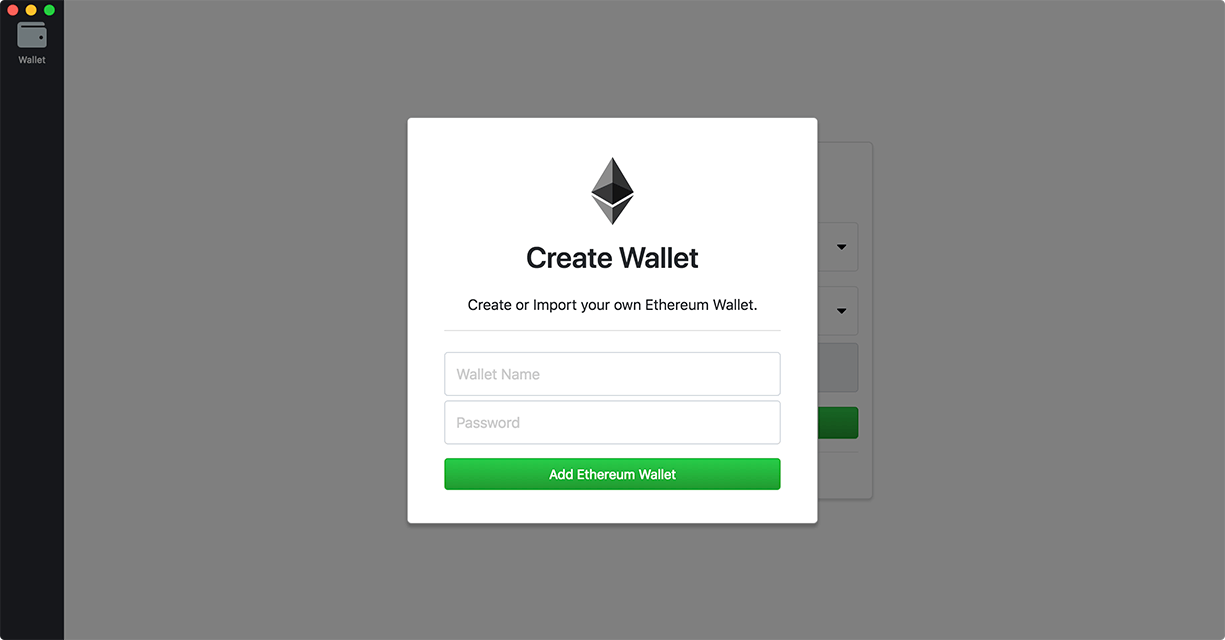 Wallet
Create Wallet
Create or Import your own Ethereum Wallet.
Wallet Name
Password
Add Ethereum Wallet